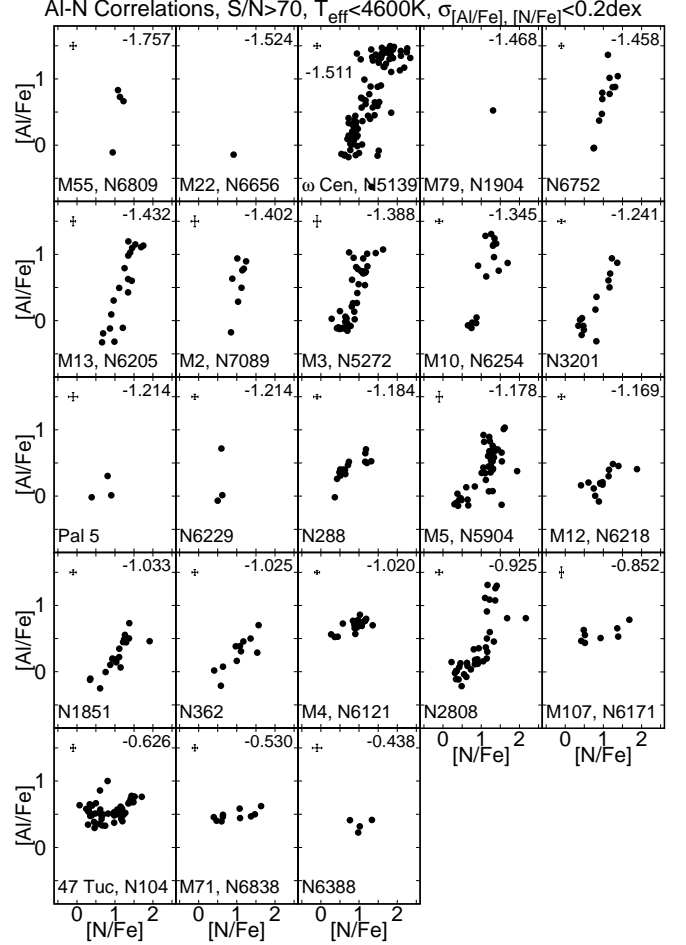 Al-N Correlations, S/N>70, T_eff<4600K, σ_[Al/Fe], [N/Fe]<0.2dex
-1.757
-1.524
-1.511
-1.468
-1.458
1
0
[Al/Fe]
M55, N6809
M22, N6656
ω Cen, N5139
M79, N1904
N6752
-1.432
-1.402
-1.388
-1.345
-1.241
1
0
[Al/Fe]
M13, N6205
M2, N7089
M3, N5272
M10, N6254
N3201
-1.214
-1.214
-1.184
-1.178
-1.169
1
0
[Al/Fe]
Pal 5
N6229
N288
M5, N5904
M12, N6218
-1.033
-1.025
-1.020
-0.925
-0.852
1
0
[Al/Fe]
N1851
N362
M4, N6121
N2808
M107, N6171
0 1 2
0 1 2
[N/Fe]
[N/Fe]
-0.626
-0.530
-0.438
1
0
[Al/Fe]
47 Tuc, N104
M71, N6838
N6388
0 1 2
0 1 2
0 1 2
[N/Fe]
[N/Fe]
[N/Fe]